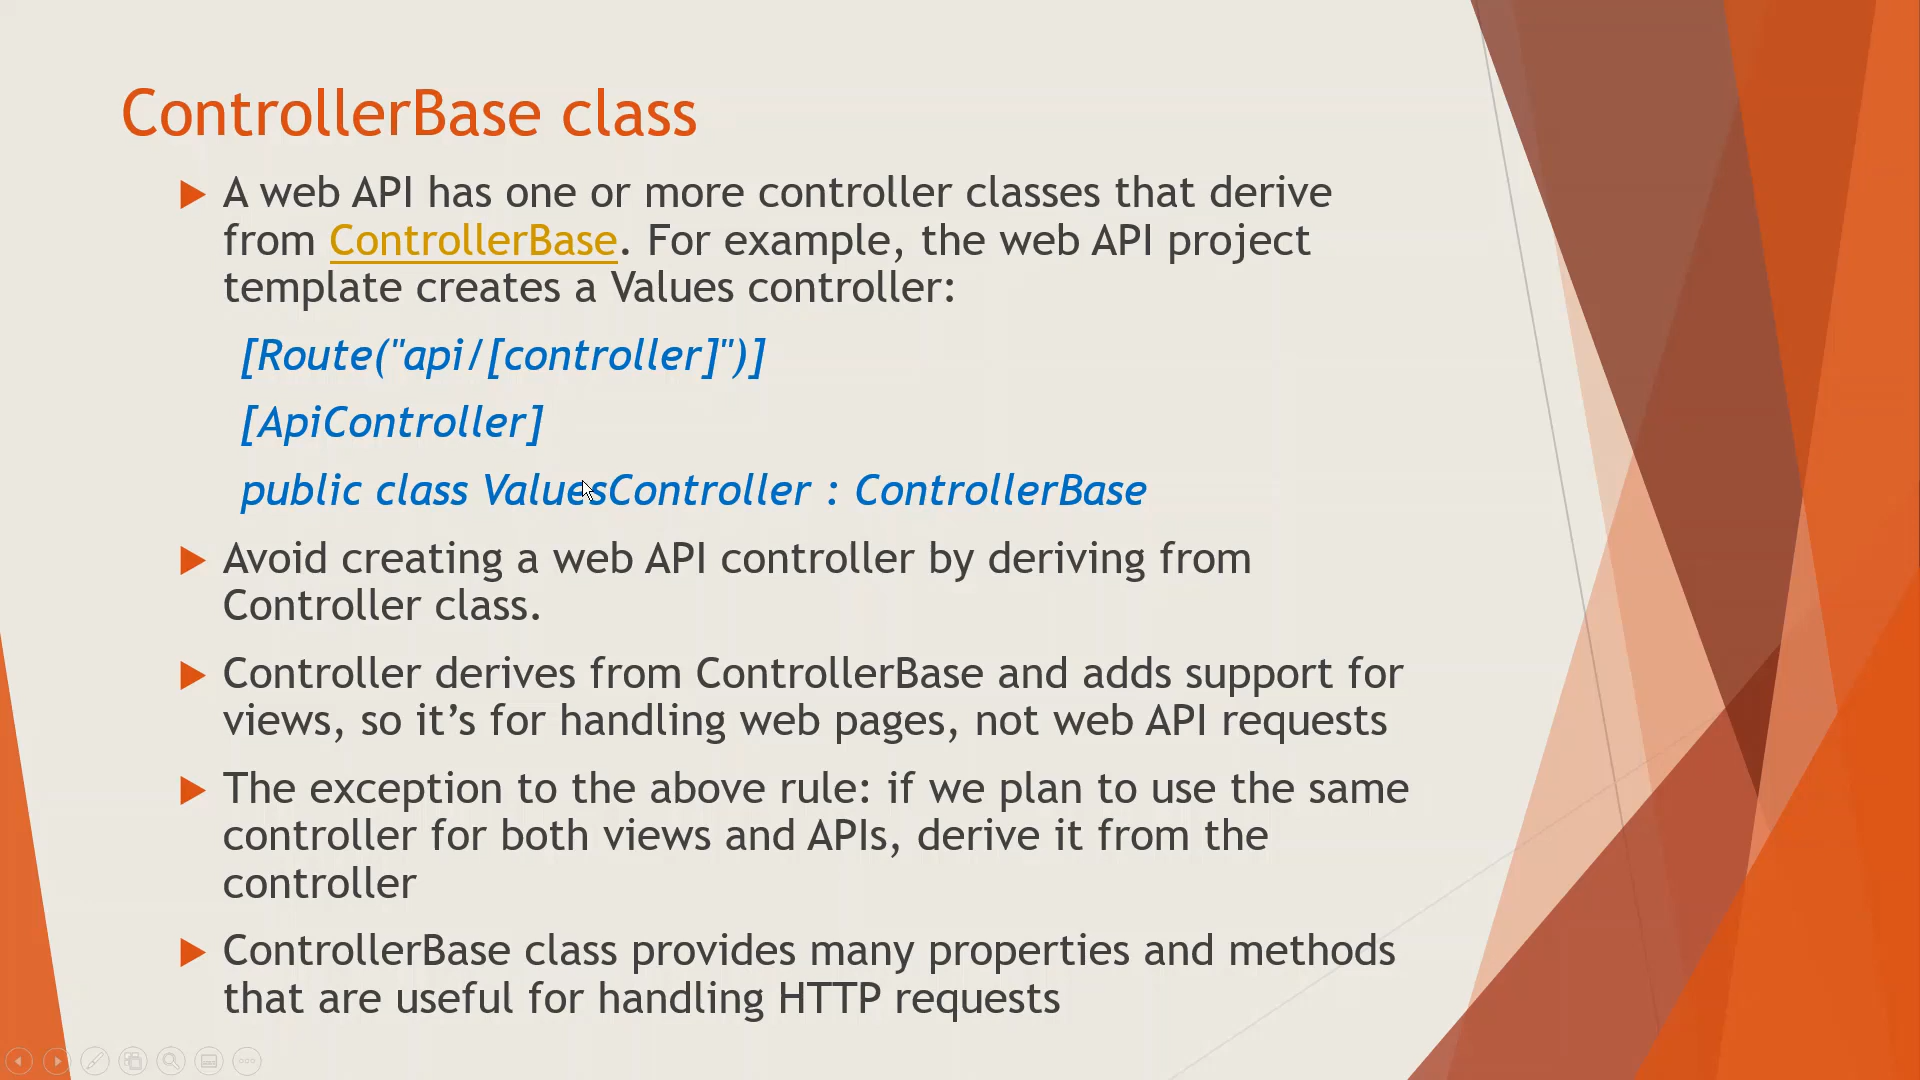 ControllerBase class
A web API has one or more controller classes that derive
from ControllerBase. For example, the web API project
template creates a Values controller:
[Route("api/[controller]")]
[ApiController]
public class ValuesController : ControllerBase
Avoid creating a web API controller by deriving from
Controller class.
Controller derives from ControllerBase and adds support for
views, so it’s for handling web pages, not web API requests
The exception to the above rule: if we plan to use the same
controller for both views and APIs, derive it from the
controller
ControllerBase class provides many properties and methods
that are useful for handling HTTP requests